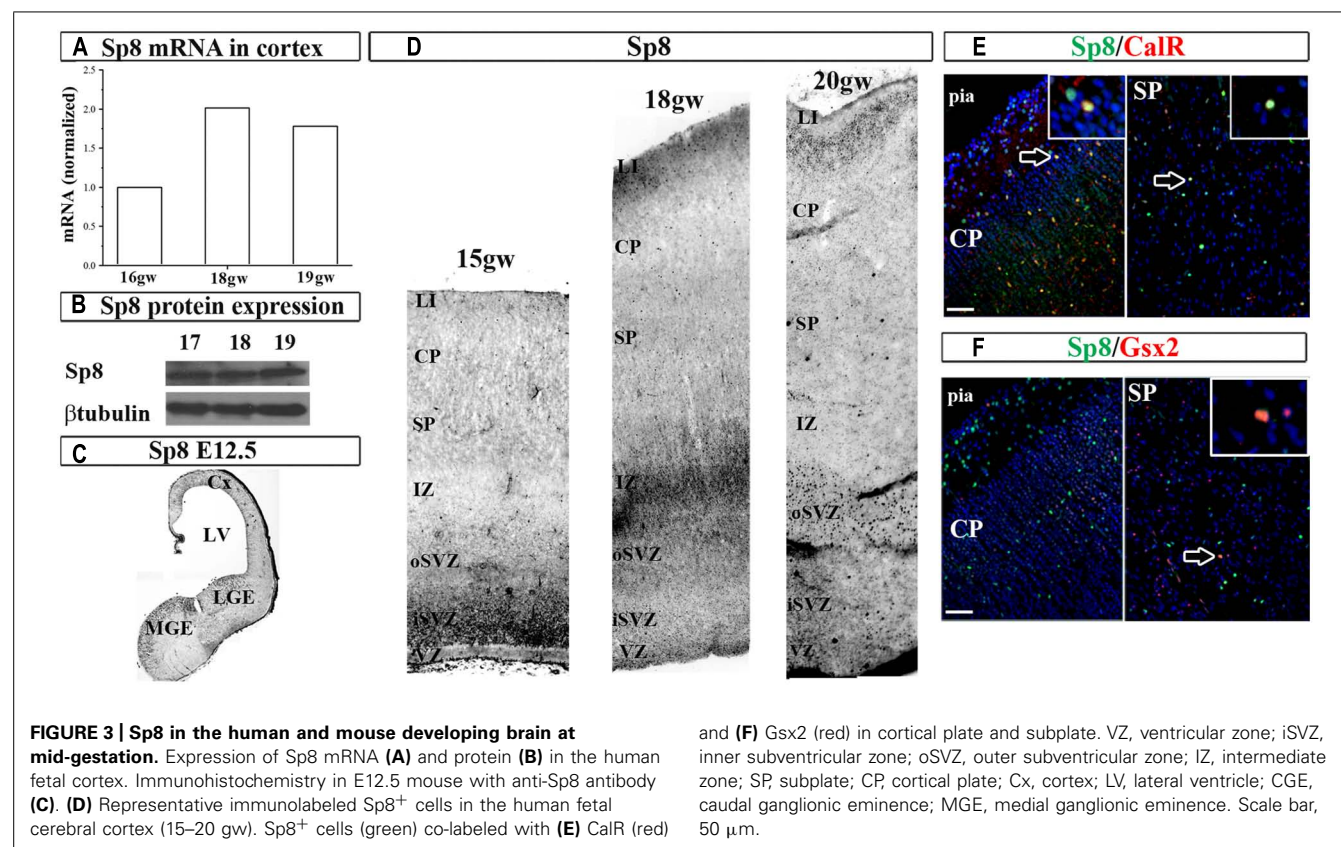 A Sp8 mRNA in cortex
mRNA (normalized)
2.5
2.0
1.5
1.0
0.5
0.0
16gw 18gw 19gw
B Sp8 protein expression
17 18 19
Sp8
βtubulin
C Sp8 E12.5
Cx
LV
LGE
MGE
D Sp8
15gw
LI
CP
SP
IZ
oSVZ
iSVZ
VZ
18gw
LI
CP
SP
IZ
oSVZ
iSVZ
VZ
20gw
LI
CP
SP
IZ
oSVZ
iSVZ
VZ
E Sp8/CalR
pia
CP
SP
F Sp8/Gsx2
pia
CP
SP
FIGURE 3 | Sp8 in the human and mouse developing brain at
mid-gestation. Expression of Sp8 mRNA (A) and protein (B) in the human
fetal cortex. Immunohistochemistry in E12.5 mouse with anti-Sp8 antibody
(C). (D) Representative immunolabeled Sp8+ cells in the human fetal
cerebral cortex (15–20 gw). Sp8+ cells (green) co-labeled with (E) CalR (red)
and (F) Gsx2 (red) in cortical plate and subplate. VZ, ventricular zone; iSVZ,
inner subventricular zone; oSVZ, outer subventricular zone; IZ, intermediate
zone; SP, subplate; CP, cortical plate; Cx, cortex; LV, lateral ventricle; CGE,
caudal ganglionic eminence; MGE, medial ganglionic eminence. Scale bar,
50 μm.